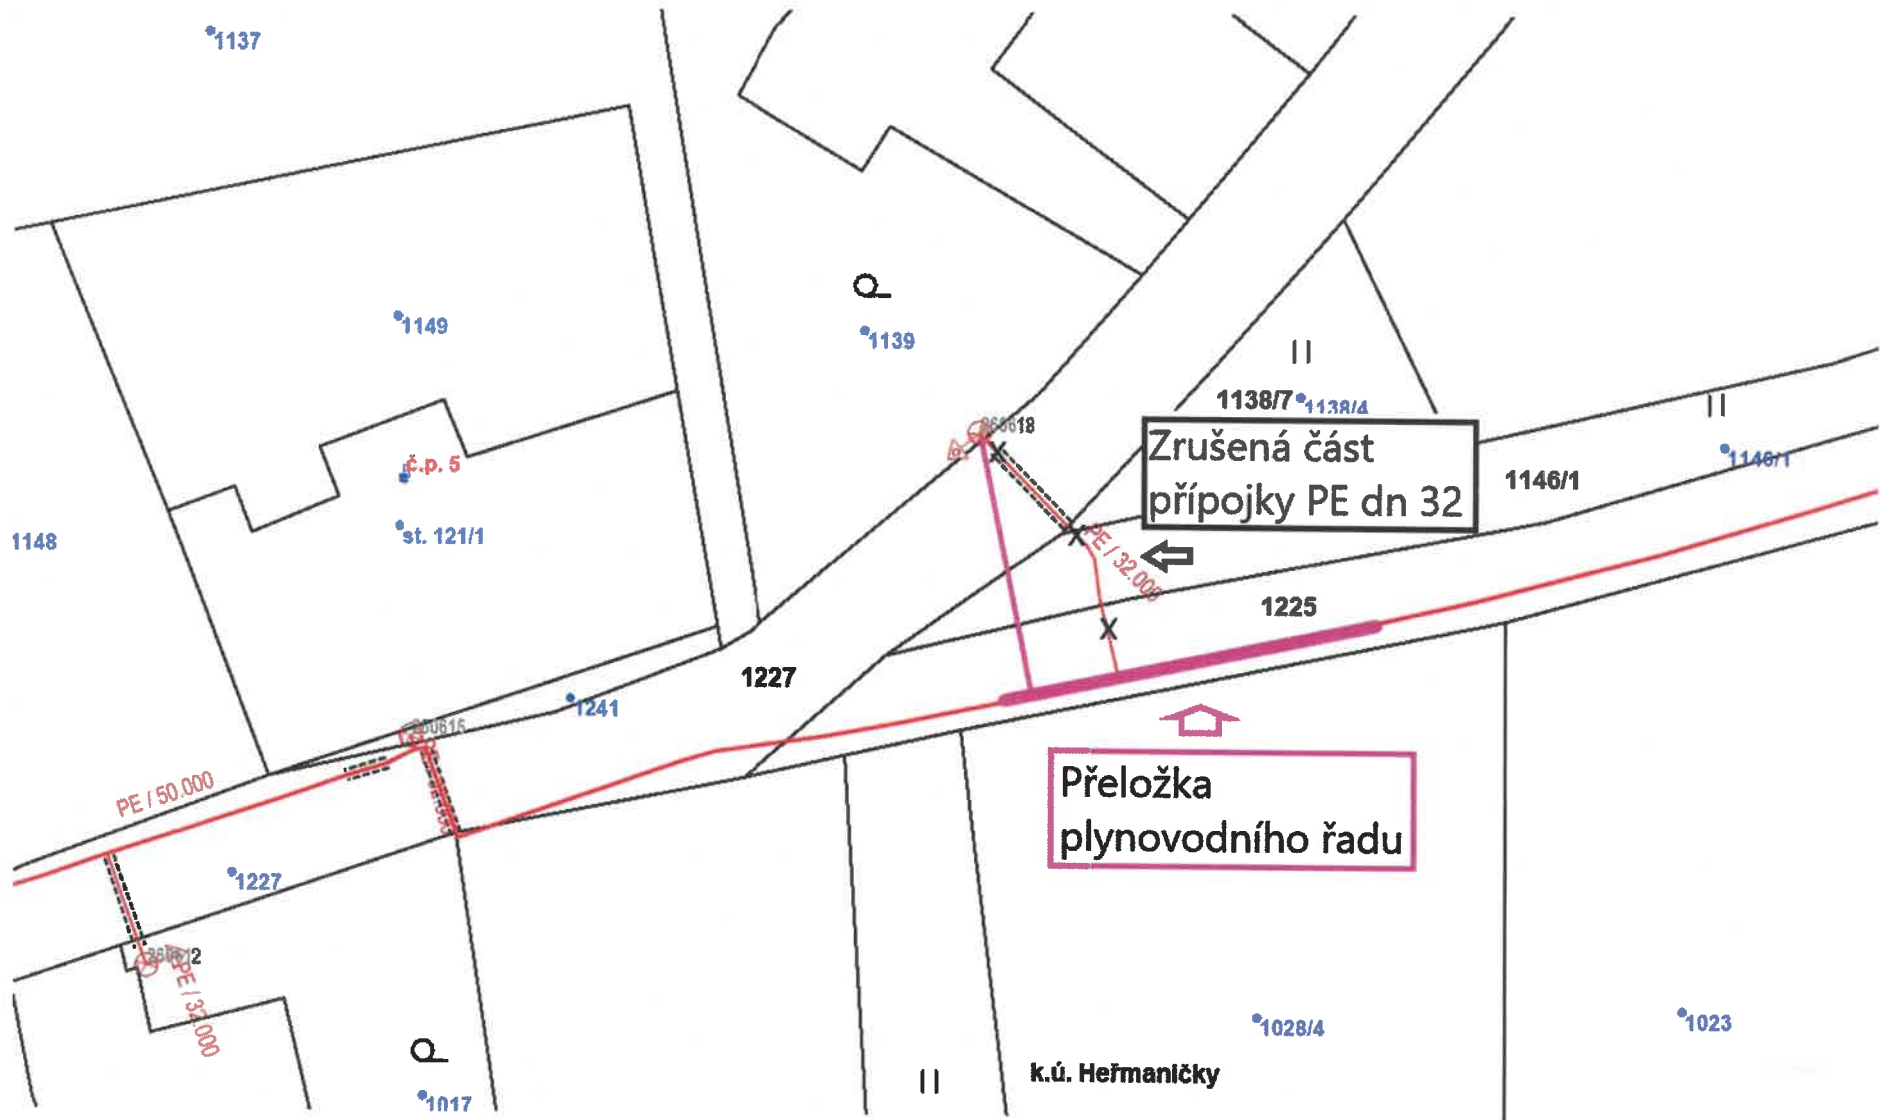 1137
1149
1139
1138/7
1138/4
č.p. 5
st. 121/1
1148
Zrušená část
přípojky PE dn 32
1146/1
1146/1
PE / 32.000
1225
1227
1241
260615
PE / 50.000
Přeložka
plynovodního řadu
1227
PE / 32.000
1028/4
1023
k.ú. Heřmaničky
1017